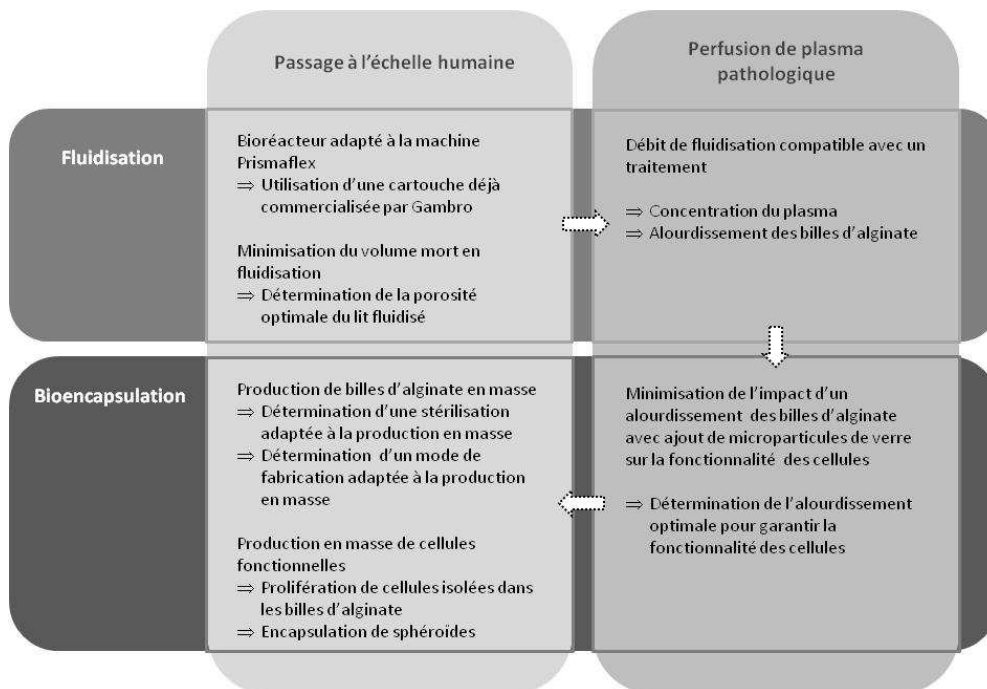 Passage à l'échelle humaine
Perfusion de plasma
pathologique
Fluidisation
Bioréacteur adapté à la machine
Prismaflex
⇒ Utilisation d'une cartouche déjà
commercialisée par Gambro
Minimisation du volume mort en
fluidisation
⇒ Détermination de la porosité
optimale du lit fluidisé
Débit de fluidisation compatible avec un
traitement
⇒ Concentration du plasma
⇒ Alourdissement des billes d'alginate
Bioencapsulation
Production de billes d'alginate en masse
⇒ Détermination d'une stérilisation
adaptée à la production en masse
⇒ Détermination d'un mode de
fabrication adaptée à la production
en masse
Production en masse de cellules
fonctionnelles
⇒ Prolifération de cellules isolées dans
les billes d'alginate
⇒ Encapsulation de sphéroïdes
Minimisation de l'impact d'un
alourdissement des billes d'alginate
avec ajout de microparticules de verre
sur la fonctionnalité des cellules
⇒ Détermination de l'alourdissement
optimale pour garantir la
fonctionnalité des cellules